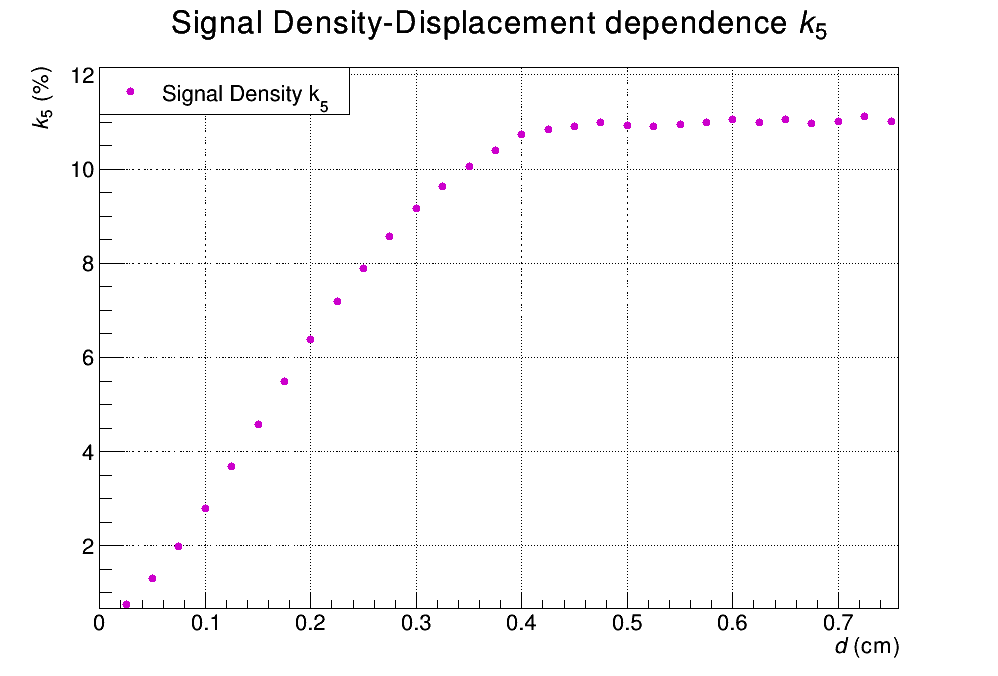 Signal Density-Displacement dependence k5
k5 (%)
Signal Density k5
12
10
8
6
4
2
0 0.1 0.2 0.3 0.4 0.5 0.6 0.7
d (cm)